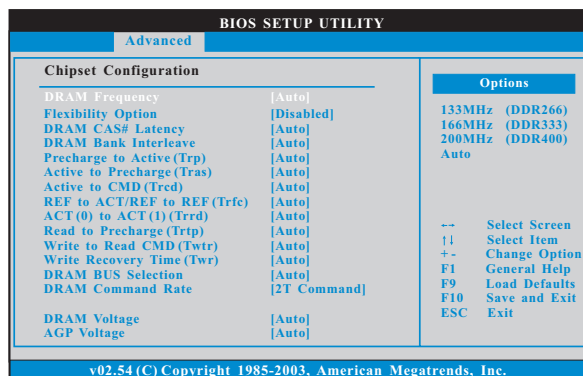 BIOS SETUP UTILITY
Advanced
Chipset Configuration
DRAM Frequency [Auto]
Flexibility Option [Disabled]
DRAM CAS# Latency [Auto]
DRAM Bank Interleave [Auto]
Precharge to Active (Trp) [Auto]
Active to Precharge (Tras) [Auto]
Active to CMD (Trcd) [Auto]
REF to ACT/REF to REF (Trfc) [Auto]
ACT (0) to ACT (1) (Trrd) [Auto]
Read to Precharge (Trtp) [Auto]
Write to Read CMD (Twtr) [Auto]
Write Recovery Time (Twr) [Auto]
DRAM BUS Selection [Auto]
DRAM Command Rate [2T Command]
DRAM Voltage [Auto]
AGP Voltage [Auto]
Options
133MHz (DDR266)
166MHz (DDR333)
200MHz (DDR400)
Auto
←→ Select Screen
↑↓ Select Item
+ - Change Option
F1 General Help
F9 Load Defaults
F10 Save and Exit
ESC Exit
v02.54 (C) Copyright 1985-2003, American Megatrends, Inc.